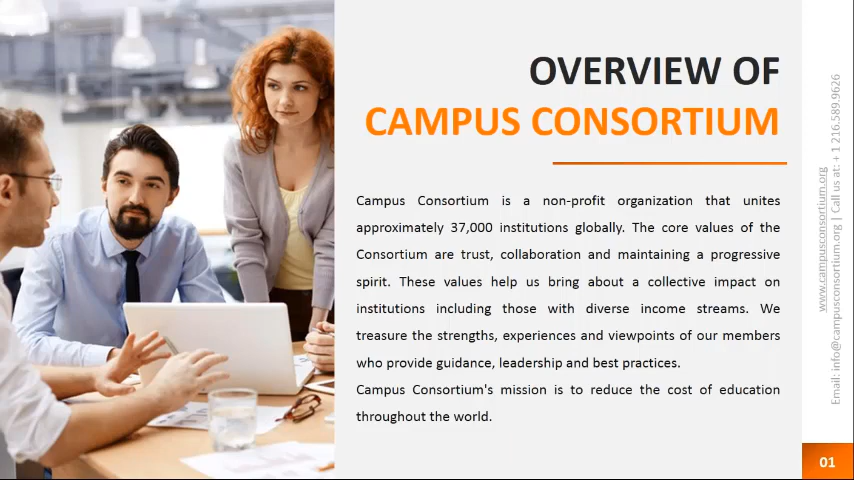 OVERVIEW OF
CAMPUS CONSORTIUM
Campus Consortium is a non-profit organization that unites
approximately 37,000 institutions globally. The core values of the
Consortium are trust, collaboration and maintaining a progressive
spirit. These values help us bring about a collective impact on
institutions including those with diverse income streams. We
treasure the strengths, experiences and viewpoints of our members
who provide guidance, leadership and best practices.
Campus Consortium's mission is to reduce the cost of education
throughout the world.
www.campusconsortium.org
Email: info@campusconsortium.org | Call us at: + 1 216.589.9626
01